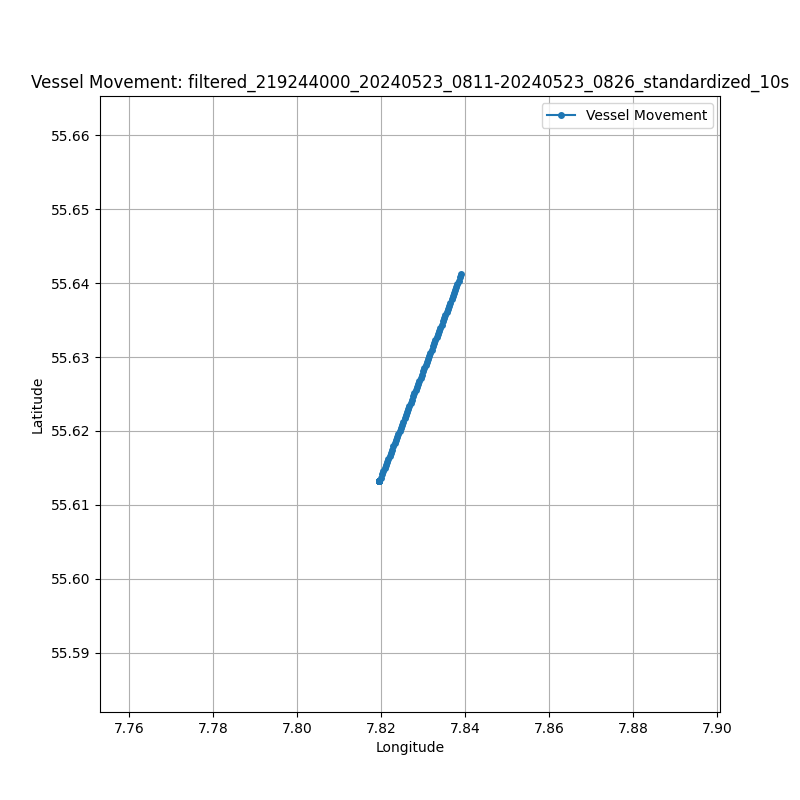 Vessel Movement: filtered_219244000_20240523_0811-20240523_0826_standardized_10s
Vessel Movement
55.66
55.65
55.64
55.63
55.62
55.61
55.60
55.59
Latitude
7.76 7.78 7.80 7.82 7.84 7.86 7.88 7.90
Longitude